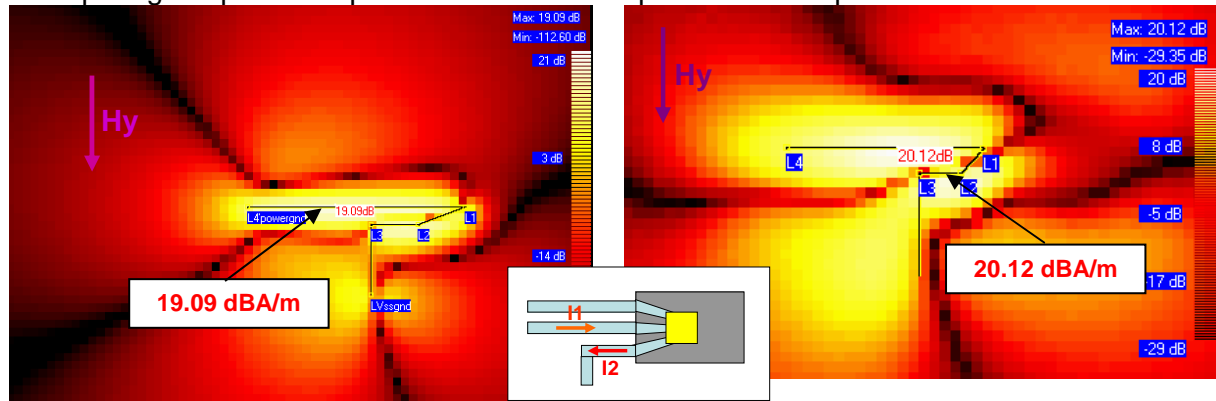 Max: 19.09 dB
Min: -112.60 dB
21 dB
Hy
3 dB
L4'powergnd
19.09dB
L1
L3
L2
-14 dB
19.09 dBA/m
LVssgnd
Max: 20.12 dB
Min: -29.35 dB
20 dB
Hy
8 dB
L4
20.12dB
L1
L3
L2
-5 dB
20.12 dBA/m
-17 dB
-29 dB
I1
I2